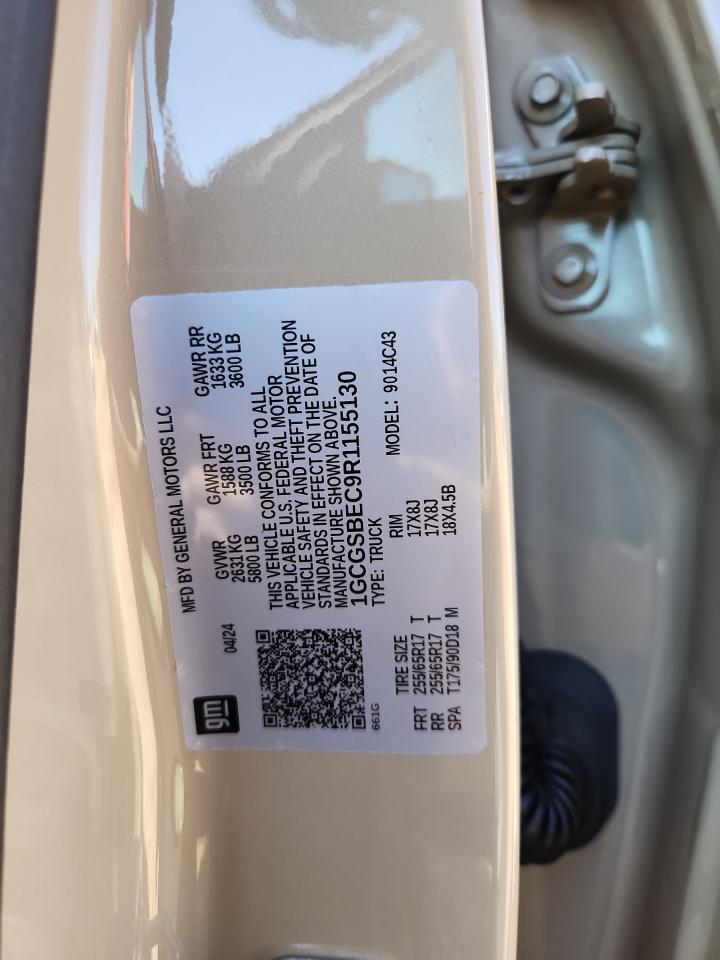 gm
04/24
MFD BY GENERAL MOTORS LLC
GVWR GAWR FRT GAWR RR
2631 KG 1588 KG 1633 KG
5800 LB 3500 LB 3600 LB
THIS VEHICLE CONFORMS TO ALL
APPLICABLE U.S. FEDERAL MOTOR
VEHICLE SAFETY AND THEFT PREVENTION
STANDARDS IN EFFECT ON THE DATE OF
MANUFACTURE SHOWN ABOVE.
1GCGSBEC9R1155130
661G
TYPE: TRUCK MODEL: 9014C43
TIRE SIZE RIM
FRT 255/65R17 T 17X8J
RR 255/65R17 T 17X8J
SPA T175/90D18 M 18X4.5B